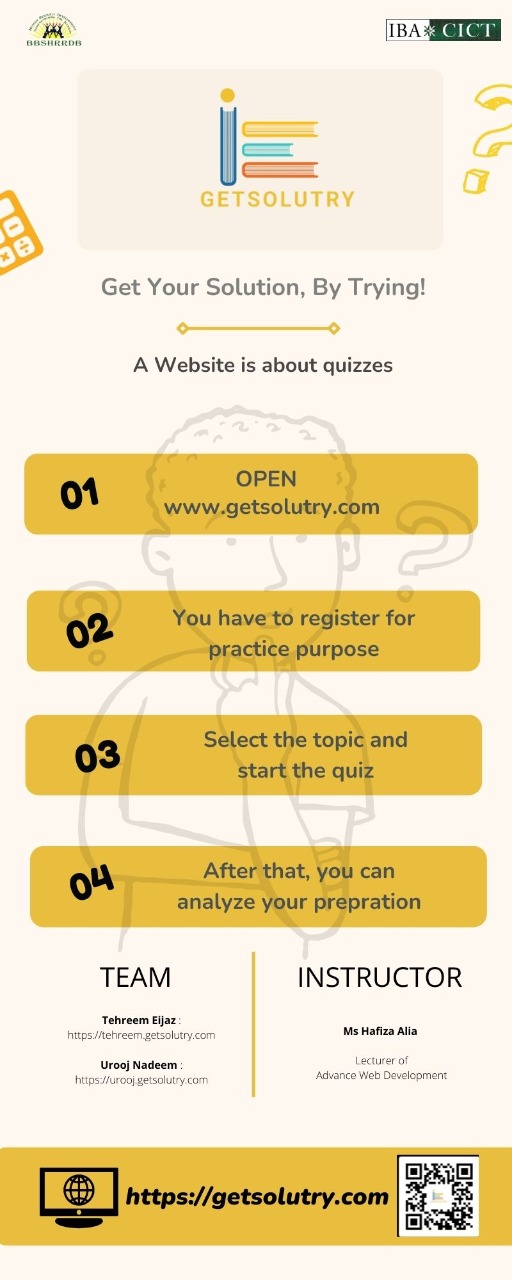 BBSHRRDB
IBA CICT
GETSOLUTRY
Get Your Solution, By Trying!
A Website is about quizzes
01
OPEN
www.getsolutry.com
02
You have to register for
practice purpose
03
Select the topic and
start the quiz
04
After that, you can
analyze your prepration
TEAM
Tehreem Eijaz :
https://tehreem.getsolutry.com
Urooj Nadeem :
https://urooj.getsolutry.com
INSTRUCTOR
Ms Hafiza Alia
Lecturer of
Advance Web Development
https://getsolutry.com